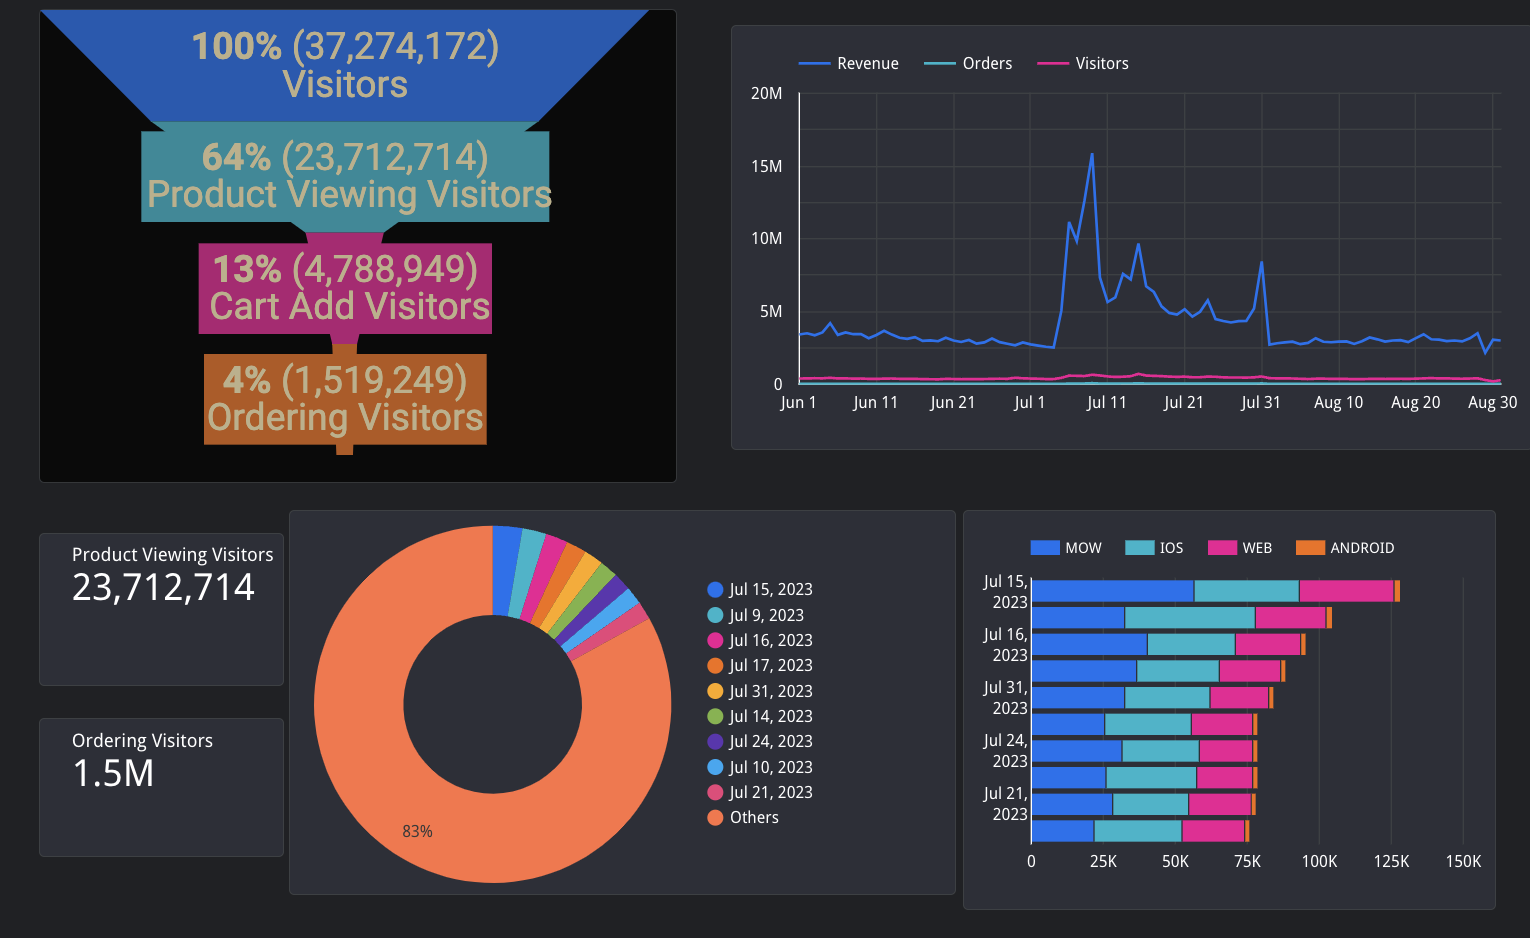 100% (37,274,172)
Visitors
64% (23,712,714)
Product Viewing Visitors
13% (4,788,949)
Cart Add Visitors
4% (1,519,249)
Ordering Visitors
Revenue Orders Visitors
20M
15M
10M
5M
0
Jun 1 Jun 11 Jun 21 Jul 1 Jul 11 Jul 21 Jul 31 Aug 10 Aug 20 Aug 30
Product Viewing Visitors
23,712,714
Ordering Visitors
1.5M
83%
Jul 15, 2023
Jul 9, 2023
Jul 16, 2023
Jul 17, 2023
Jul 31, 2023
Jul 14, 2023
Jul 24, 2023
Jul 10, 2023
Jul 21, 2023
Others
MOW IOS WEB ANDROID
Jul 15,
2023
Jul 16,
2023
Jul 31,
2023
Jul 24,
2023
Jul 21,
2023
0 25K 50K 75K 100K 125K 150K